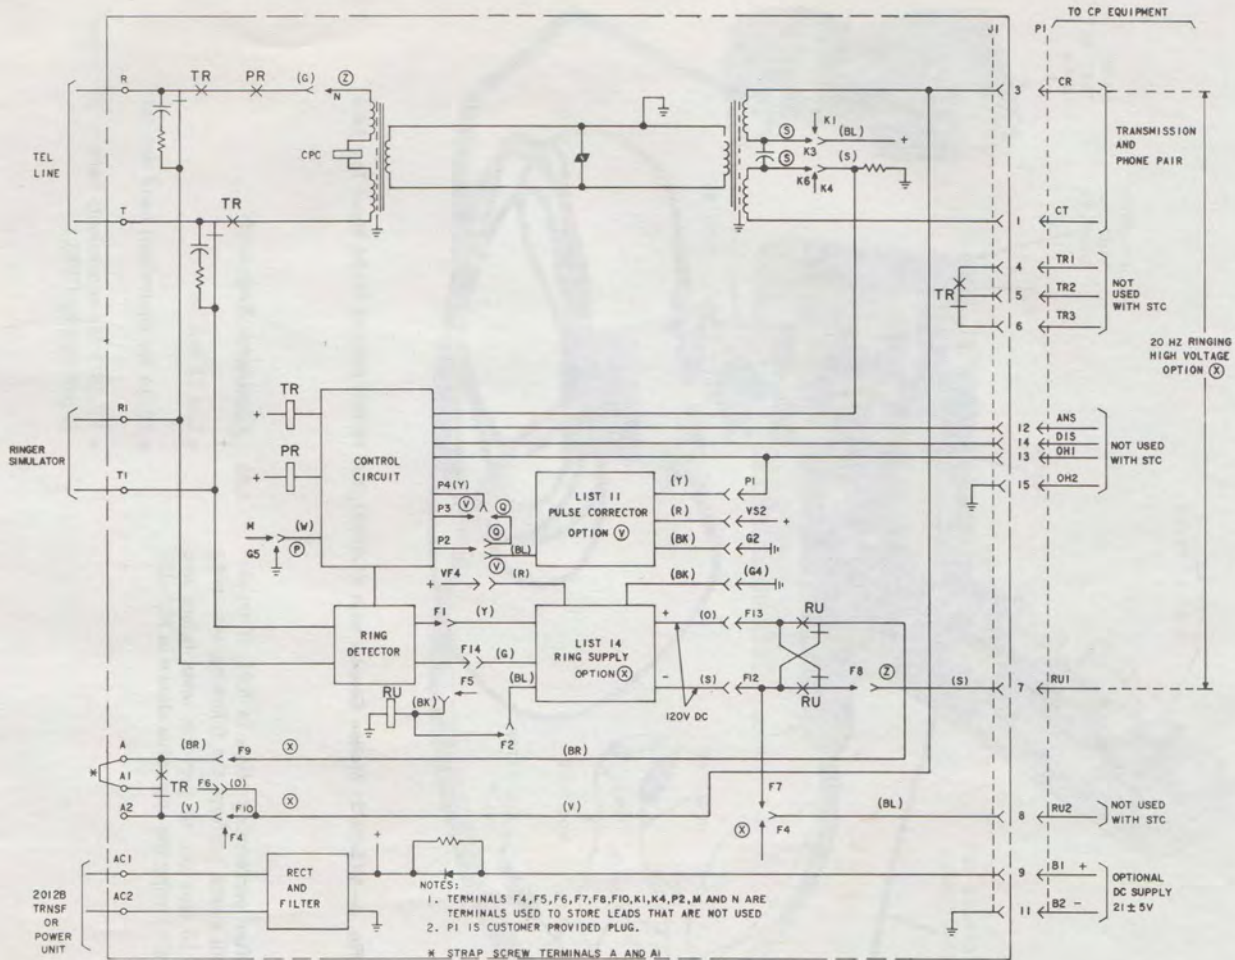 TO CP EQUIPMENT
J1 P1
R TR PR (G) Ⓩ N
3 CR
CPC
Ⓢ K1 (BL) +
K3
Ⓢ (S)
K6
K4
TEL
LINE
TRANSMISSION
AND
PHONE PAIR
T TR
1 CT
4 TR1
TR 5 TR2
6 TR3
NOT
USED
WITH STC
20 HZ RINGING
HIGH VOLTAGE
OPTION Ⓧ
R1
RINGER
SIMULATOR
T1
+ TR
+ PR
CONTROL
CIRCUIT
12 ANS
14 DIS
13 OH1
15 OH2
NOT USED
WITH STC
P4(Y)
P3 Ⓥ Ⓠ
P2 Ⓠ
Ⓥ (BL)
LIST 11
PULSE CORRECTOR
OPTION Ⓥ
(Y) P1
(R) VS2 +
(BK) G2
M (W)
G5 Ⓟ
+ VF4 (R)
(BK) (G4)
RING
DETECTOR
F1 (Y)
F14 (G)
(BL)
LIST 14
RING SUPPLY
OPTION Ⓧ
+ (O) F13 RU
- (S) F12 RU
120V DC
F8 Ⓩ (S) 7 RU1
RU (BK) F5
F2
A (BR) F9 Ⓧ (BR)
*
A1 TR F6 (O)
A2 (V) F10 Ⓧ (V)
F4
F7
Ⓧ F4
(BL) 8 RU2
NOT USED
WITH STC
AC1
AC2
2012B
TRNSF
OR
POWER
UNIT
RECT
AND
FILTER
+
9 B1 +
11 B2 -
OPTIONAL
DC SUPPLY
21 ± 5V
NOTES:
1. TERMINALS F4,F5,F6,F7,F8,F10,K1,K4,P2,M AND N ARE
TERMINALS USED TO STORE LEADS THAT ARE NOT USED
2. P1 IS CUSTOMER PROVIDED PLUG.
* STRAP SCREW TERMINALS A AND A1